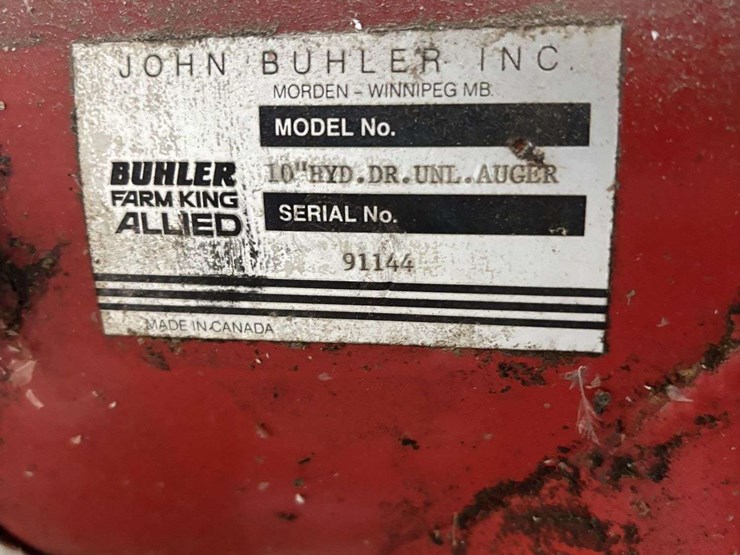 JOHN BUHLER INC.
MORDEN - WINNIPEG MB.
MODEL No.
10"HYD.DR.UNL.AUGER
BUHLER
FARM KING
ALLIED
SERIAL No.
91144
MADE IN CANADA